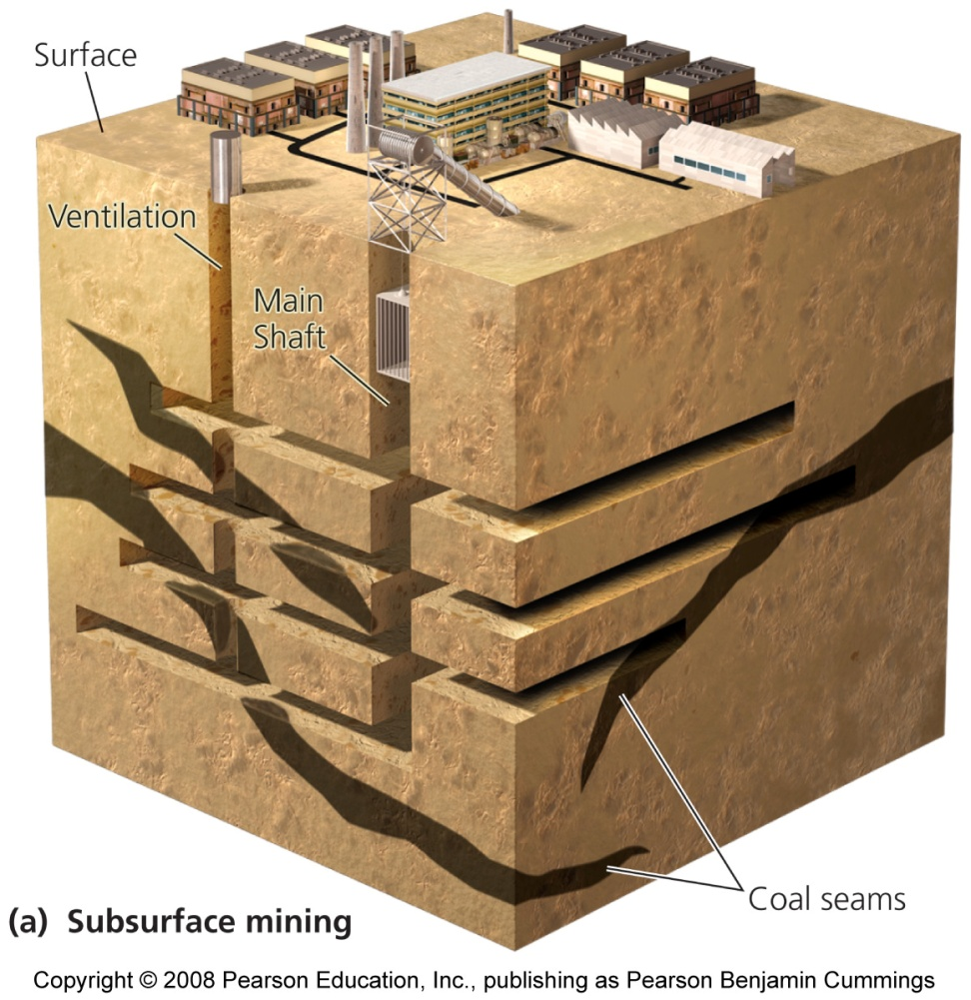 Surface
Ventilation
Main
Shaft
Coal seams
(a) Subsurface mining
Copyright © 2008 Pearson Education, Inc., publishing as Pearson Benjamin Cummings